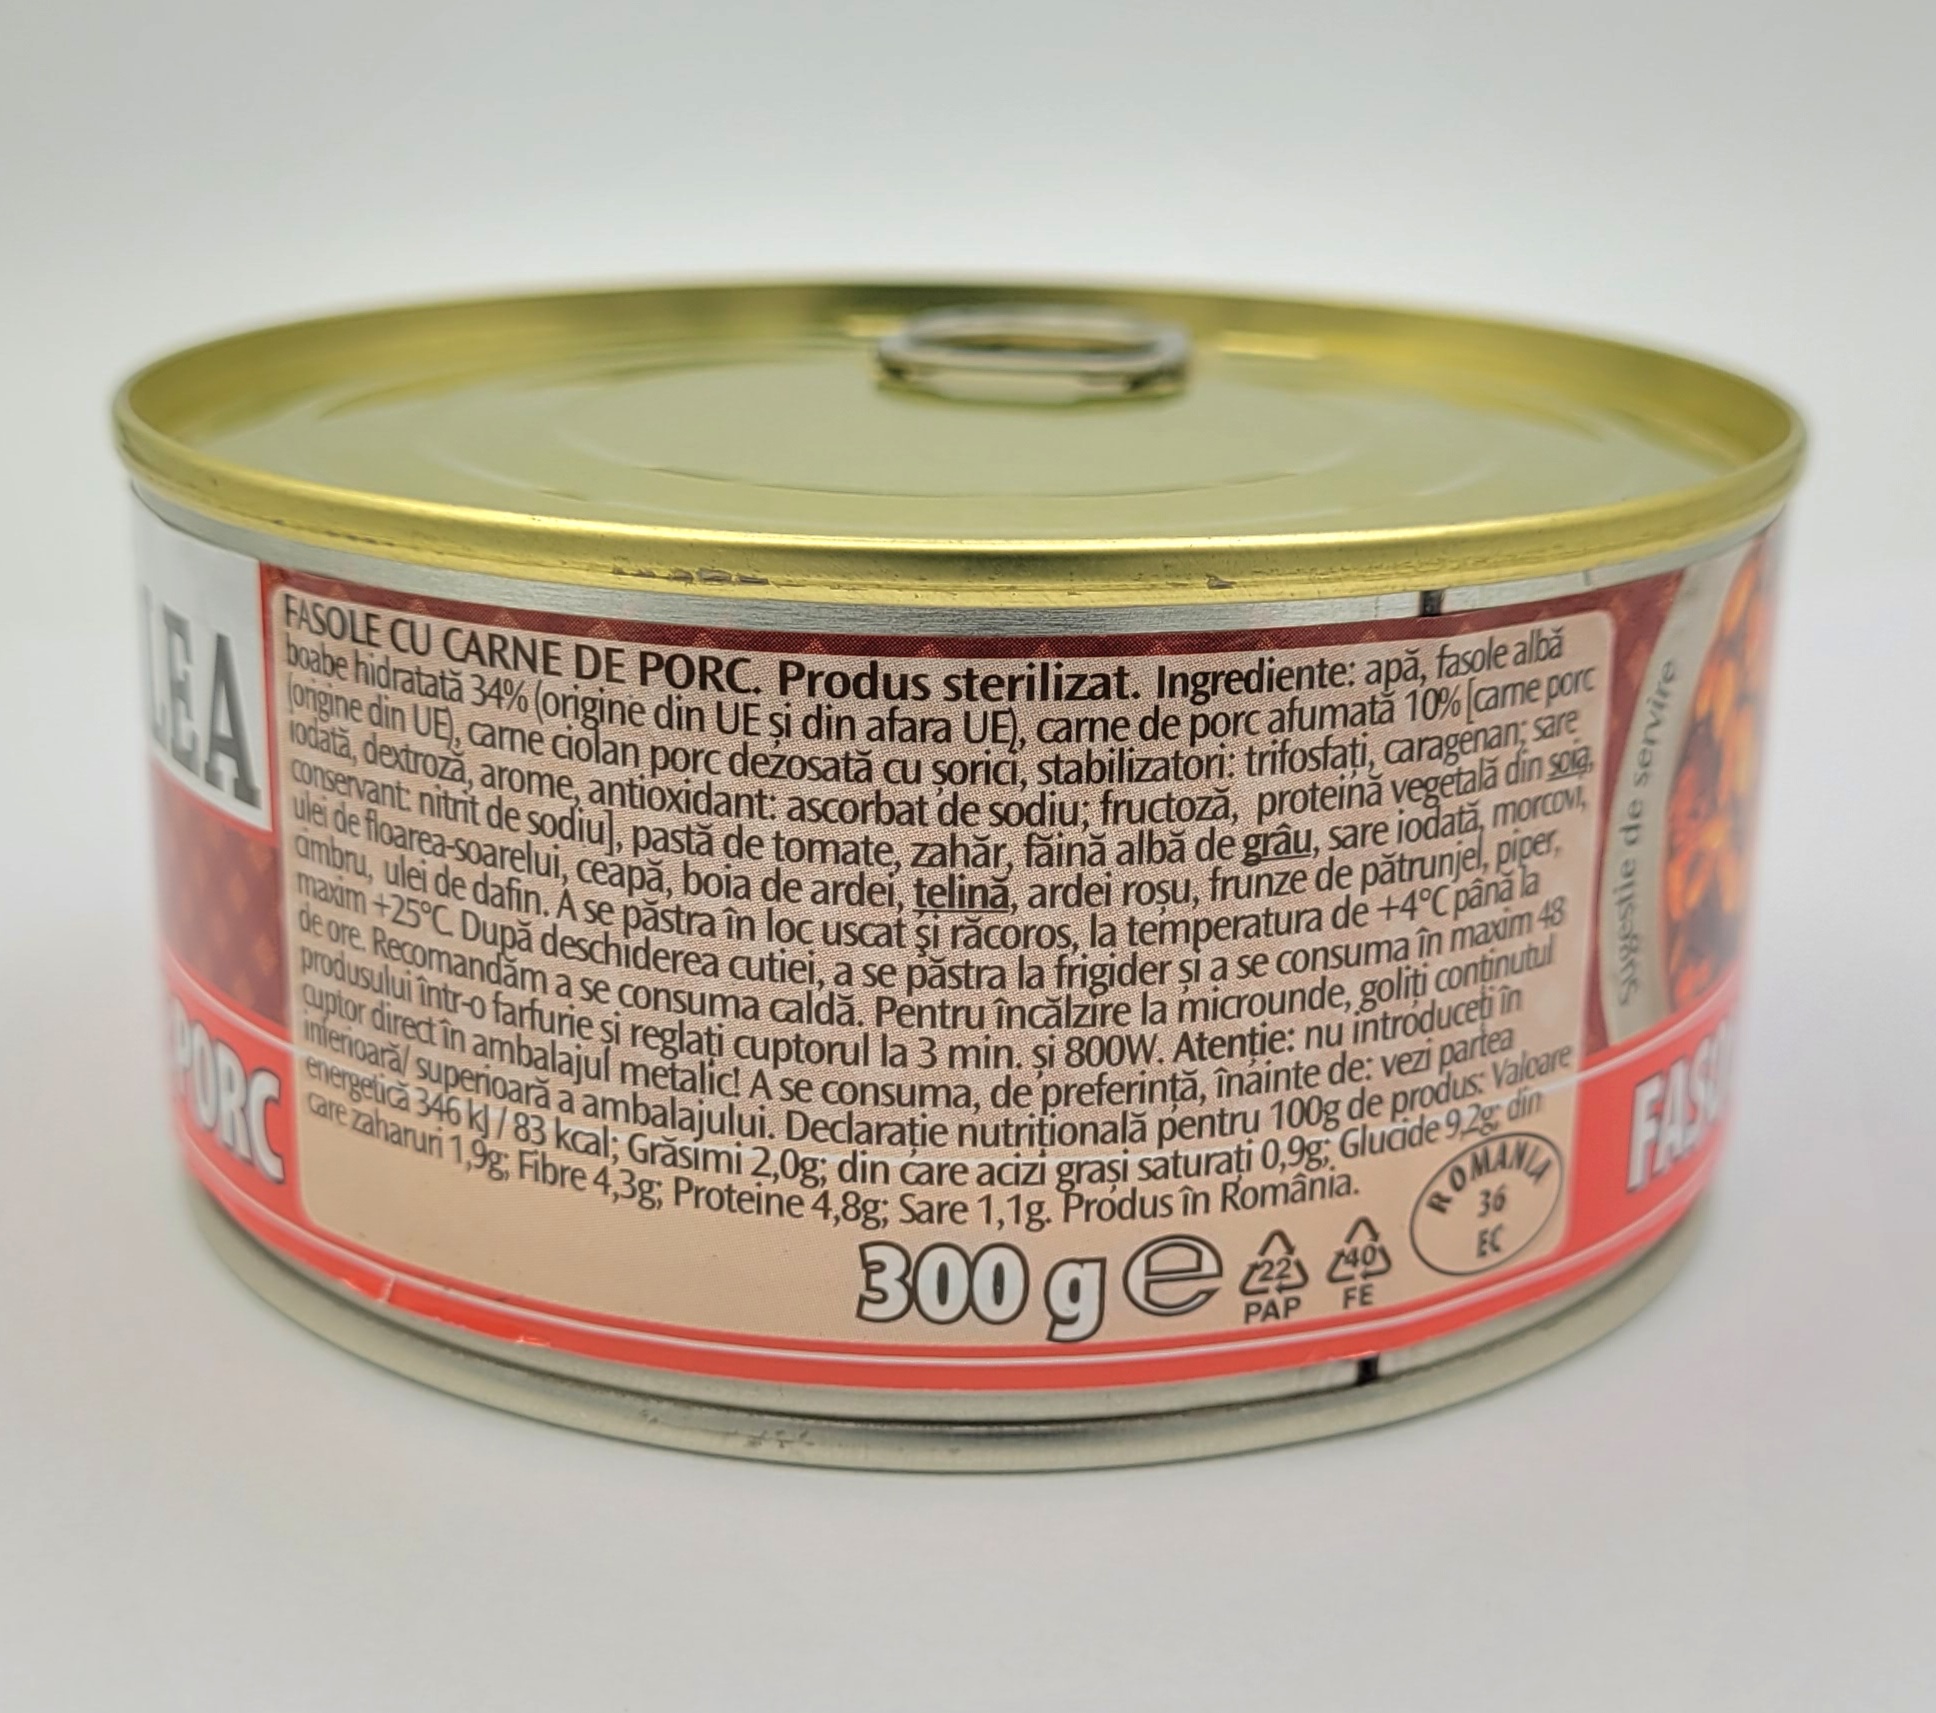 LEA
PORC
FASOLE CU CARNE DE PORC. Produs sterilizat. Ingrediente: apă, fasole albă
boabe hidratată 34% (origine din UE și din afara UE), carne de porc afumată 10% [carne porc
(origine din UE), carne ciolan porc dezosată cu șorici, stabilizatori: trifosfați, caragenan; sare
iodată, dextroză, arome, antioxidant: ascorbat de sodiu; fructoză, proteină vegetală din soia,
conservant: nitrit de sodiu], pastă de tomate, zahăr, făină albă de grâu, sare iodată, morcovi,
ulei de floarea-soarelui, ceapă, boia de ardei, țelină, ardei roșu, frunze de pătrunjel, piper,
cimbru, ulei de dafin. A se păstra în loc uscat și răcoros, la temperatura de +4°C până la
maxim +25°C. După deschiderea cutiei, a se păstra la frigider și a se consuma în maxim 48
de ore. Recomandăm a se consuma caldă. Pentru încălzire la microunde, goliți conținutul
produsului într-o farfurie și reglați cuptorul la 3 min. și 800W. Atenție: nu introduceți în
cuptor direct în ambalajul metalic! A se consuma, de preferință, înainte de: vezi partea
inferioară/ superioară a ambalajului. Declarație nutrițională pentru 100g de produs: Valoare
energetică 346 kJ / 83 kcal; Grăsimi 2,0g; din care acizi grași saturați 0,9g; Glucide 9,2g; din
care zaharuri 1,9g; Fibre 4,3g; Proteine 4,8g; Sare 1,1g. Produs în România.
300 g e
22
PAP
40
FE
ROMANIA
36
EC
Sugestie de servire
FASO